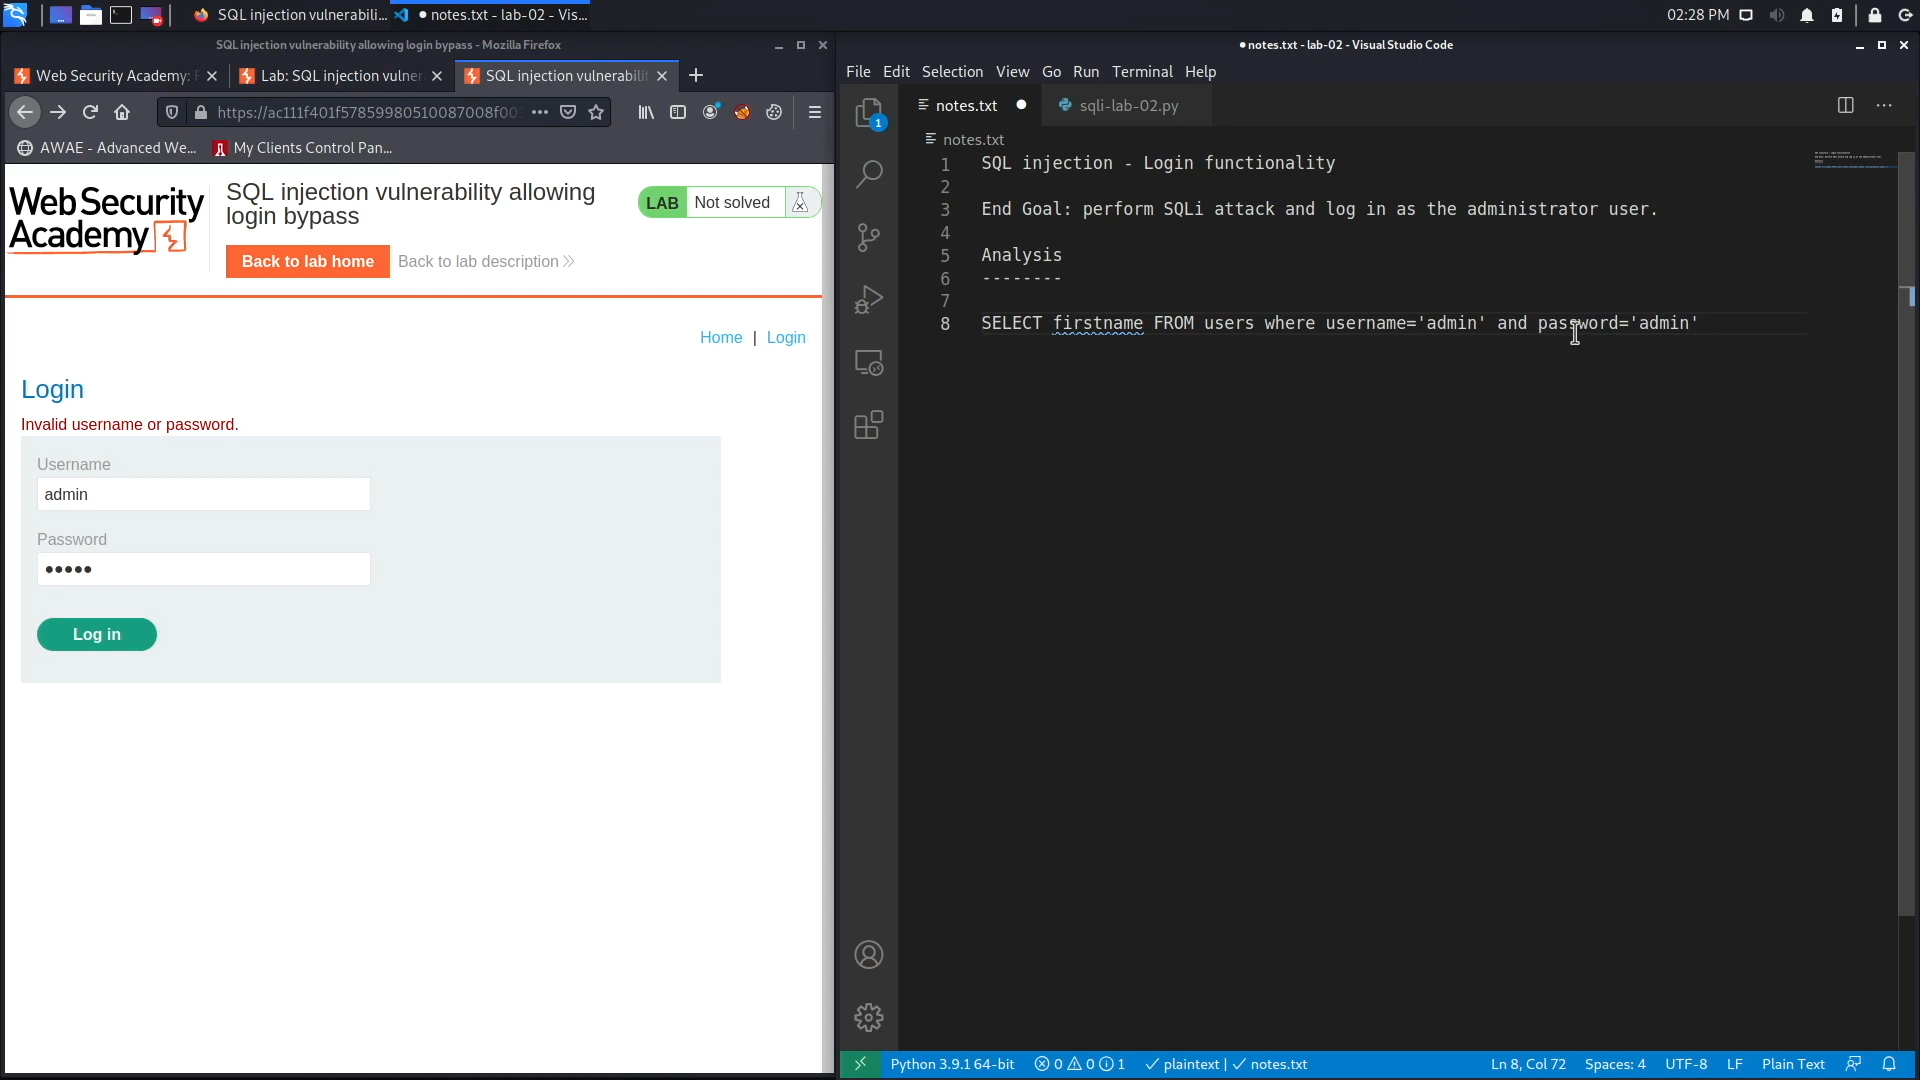 SQL injection vulnerabili...
notes.txt - lab-02 - Vis...
02:28 PM
SQL injection vulnerability allowing login bypass - Mozilla Firefox
Web Security Academy:
Lab: SQL injection vulner
SQL injection vulnerabilit
https://ac111f401f57859980510087008f00
AWAE - Advanced We...
My Clients Control Pan...
Web Security
Academy
SQL injection vulnerability allowing
login bypass
LAB
Not solved
Back to lab home
Back to lab description
Home | Login
Login
Invalid username or password.
Username
admin
Password
•••••
Log in
notes.txt - lab-02 - Visual Studio Code
File Edit Selection View Go Run Terminal Help
1
notes.txt
sqli-lab-02.py
notes.txt
1 SQL injection - Login functionality
2
3 End Goal: perform SQLi attack and log in as the administrator user.
4
5 Analysis
6 --------
7
8 SELECT firstname FROM users where username='admin' and password='admin'
Python 3.9.1 64-bit
0 0 1
plaintext | notes.txt
Ln 8, Col 72
Spaces: 4
UTF-8
LF
Plain Text